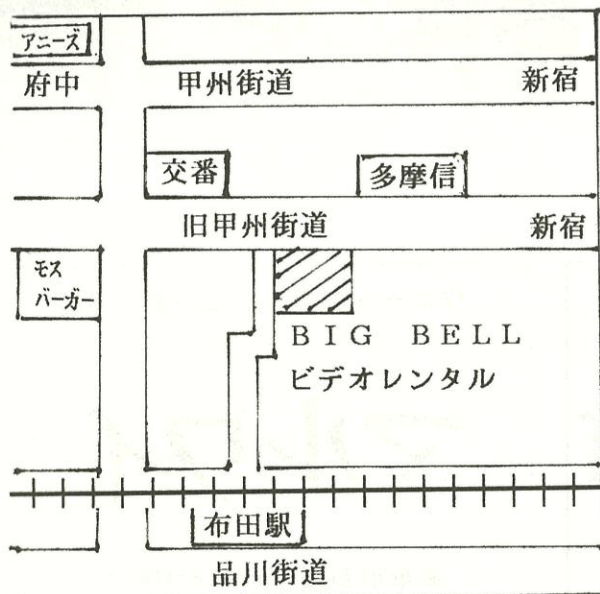 アニーズ
府中 甲州街道 新宿
交番 多摩信
旧甲州街道 新宿
モス
バーガー
BIG BELL
ビデオレンタル
布田駅
品川街道